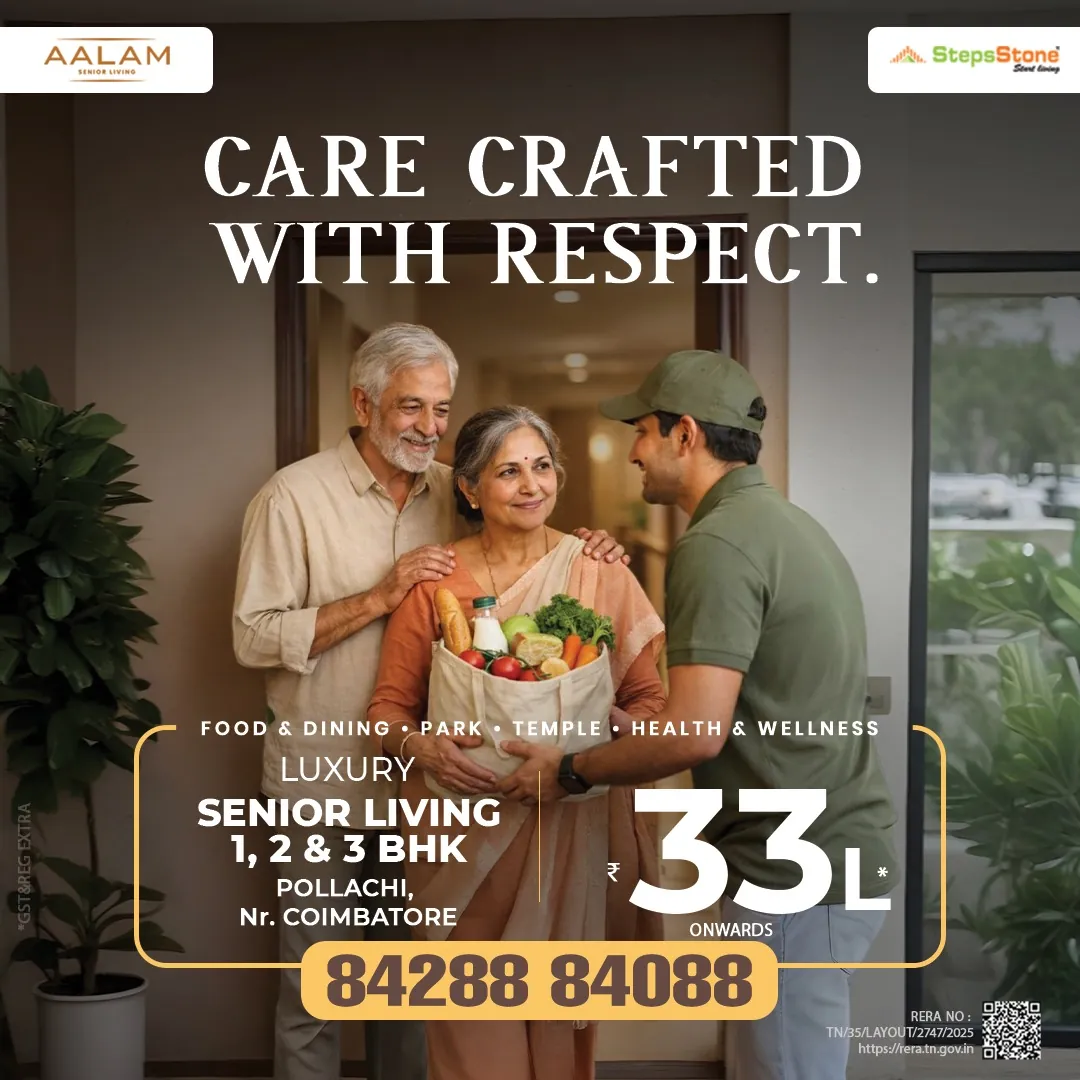 AALAM
SENIOR LIVING
StepsStone
Start living
CARE CRAFTED
WITH RESPECT.
FOOD & DINING • PARK • TEMPLE • HEALTH & WELLNESS
LUXURY
SENIOR LIVING
1, 2 & 3 BHK
POLLACHI,
Nr. COIMBATORE
₹ 33L*
ONWARDS
84288 84088
*GST&REG EXTRA
RERA NO :
TN/35/LAYOUT/2747/2025
https://rera.tn.gov.in